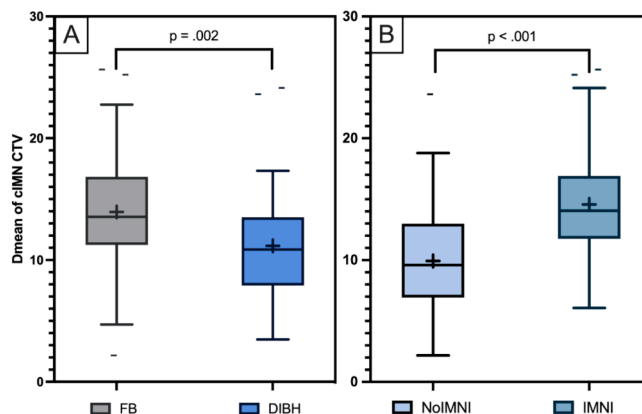 A
B
p = .002
p < .001
Dmean of cIMN CTV
30
20
10
0
30
20
10
0
FB
DIBH
NoIMNI
IMNI